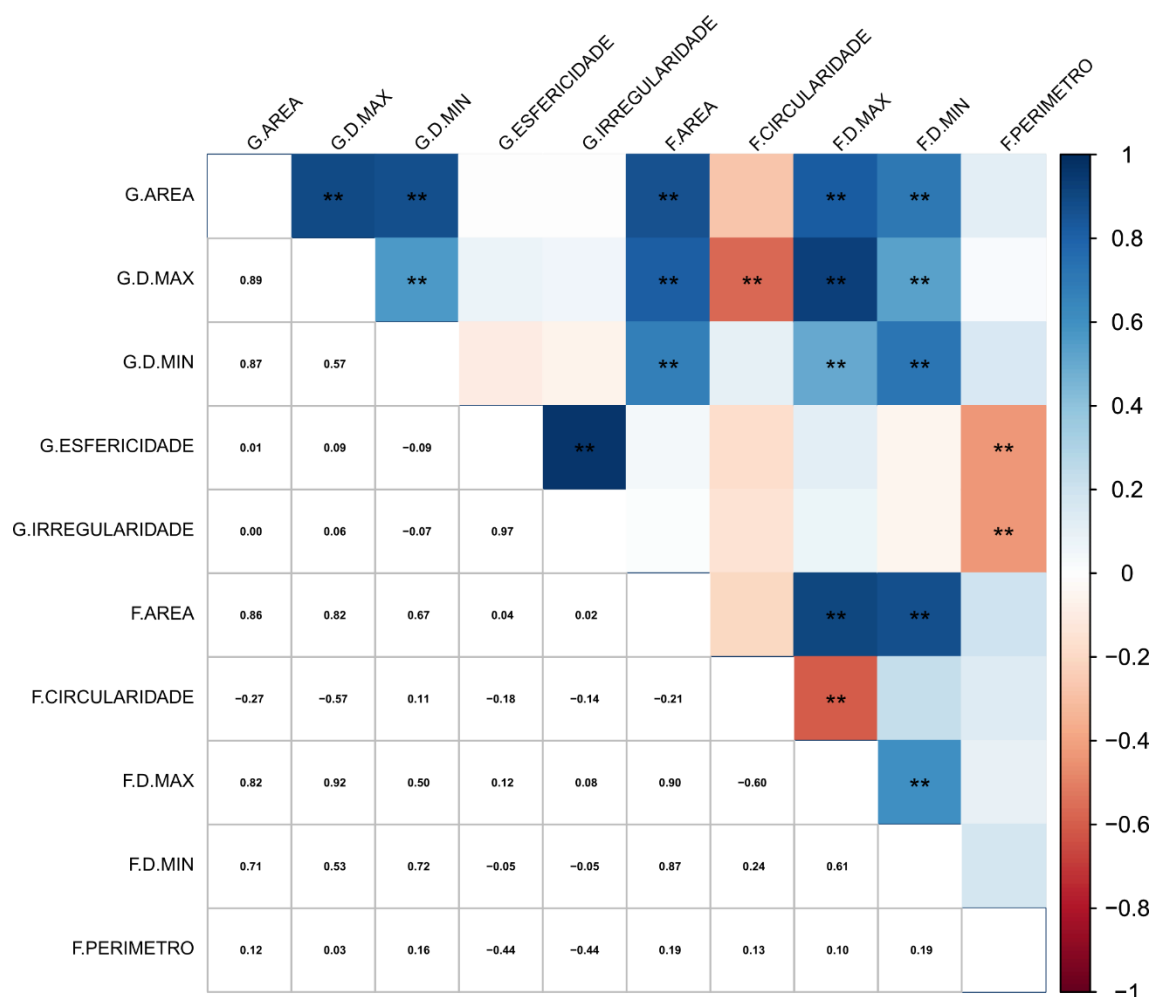 G.AREA G.D.MAX G.D.MIN G.ESFERICIDADE G.IRREGULARIDADE F.AREA F.CIRCULARIDADE F.D.MAX F.D.MIN F.PERIMETRO
1
G.AREA ** ** ** ** **
0.8
G.D.MAX 0.89 ** ** ** ** **
0.6
G.D.MIN 0.87 0.57 ** ** **
0.4
G.ESFERICIDADE 0.01 0.09 −0.09 ** **
0.2
G.IRREGULARIDADE 0.00 0.06 −0.07 0.97 **
0
F.AREA 0.86 0.82 0.67 0.04 0.02 ** **
−0.2
F.CIRCULARIDADE −0.27 −0.57 0.11 −0.18 −0.14 −0.21 **
−0.4
F.D.MAX 0.82 0.92 0.50 0.12 0.08 0.90 −0.60 **
−0.6
F.D.MIN 0.71 0.53 0.72 −0.05 −0.05 0.87 0.24 0.61
−0.8
F.PERIMETRO 0.12 0.03 0.16 −0.44 −0.44 0.19 0.13 0.10 0.19
−1